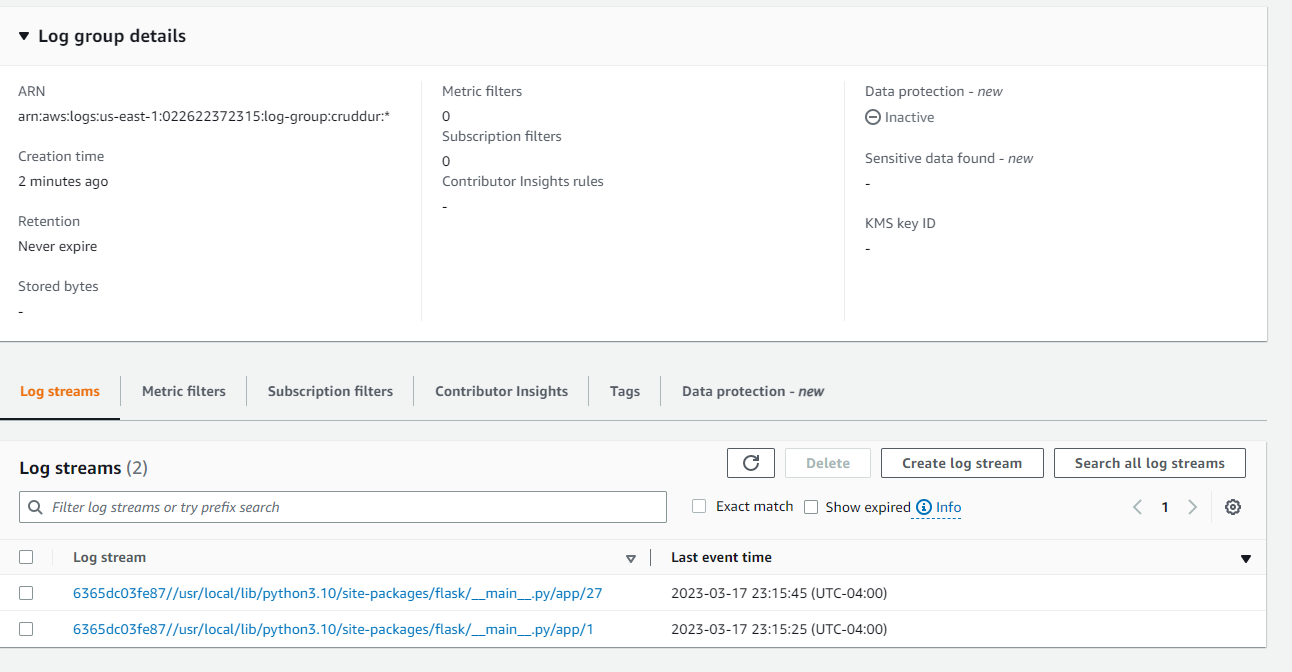 Log group details
ARN
arn:aws:logs:us-east-1:022622372315:log-group:cruddur:*
Creation time
2 minutes ago
Retention
Never expire
Stored bytes
-
Metric filters
0
Subscription filters
0
Contributor Insights rules
-
Data protection - new
Inactive
Sensitive data found - new
-
KMS key ID
-
Log streams
Metric filters
Subscription filters
Contributor Insights
Tags
Data protection - new
Log streams (2)
Delete
Create log stream
Search all log streams
Filter log streams or try prefix search
Exact match
Show expired
Info
1
Log stream
Last event time
6365dc03fe87//usr/local/lib/python3.10/site-packages/flask/__main__.py/app/27
2023-03-17 23:15:45 (UTC-04:00)
6365dc03fe87//usr/local/lib/python3.10/site-packages/flask/__main__.py/app/1
2023-03-17 23:15:25 (UTC-04:00)